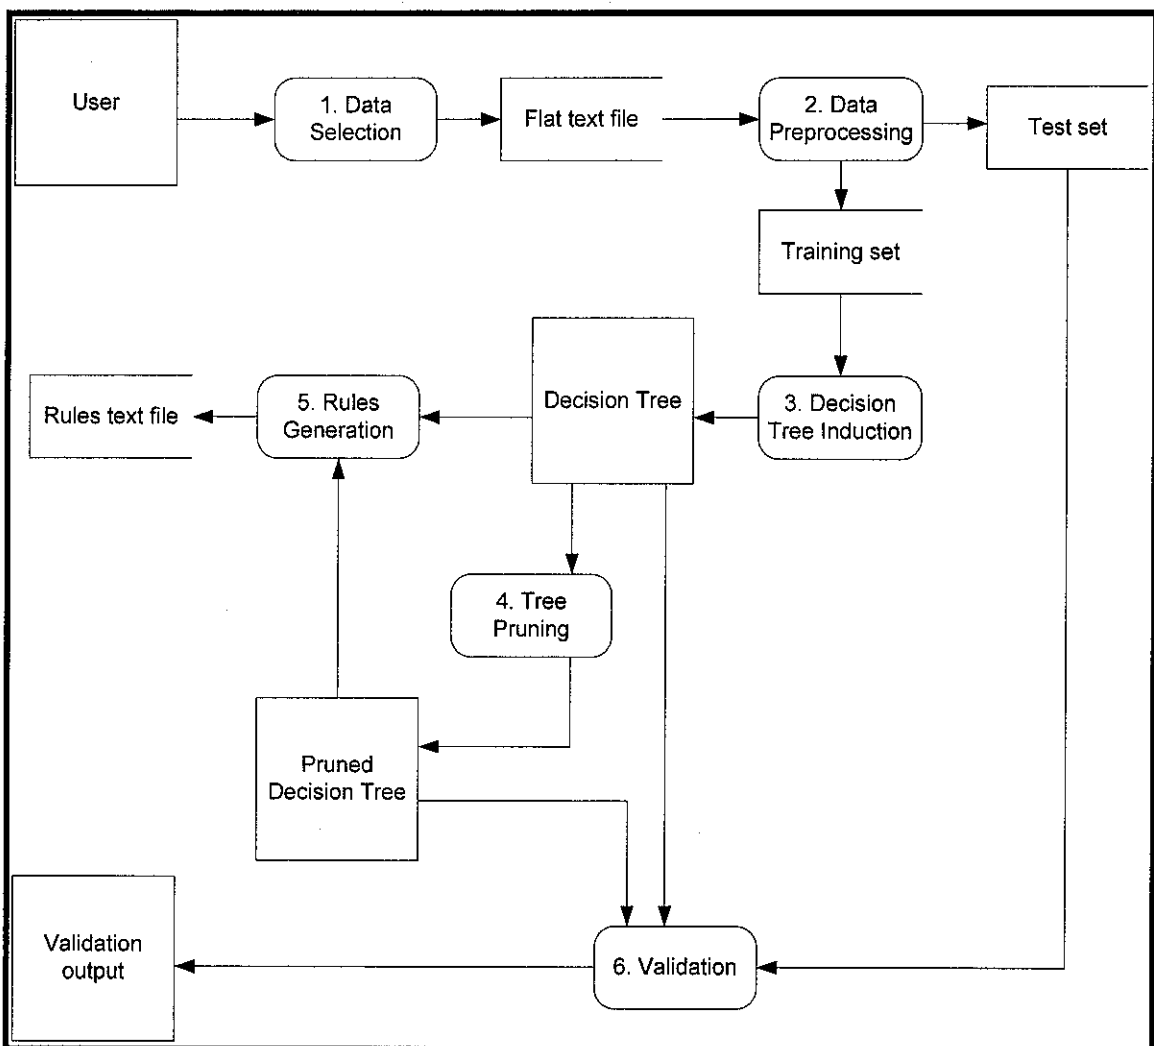 User
1. Data
Selection
Flat text file
2. Data
Preprocessing
Test set
Training set
Rules text file
5. Rules
Generation
Decision Tree
3. Decision
Tree Induction
4. Tree
Pruning
Pruned
Decision Tree
Validation
output
6. Validation